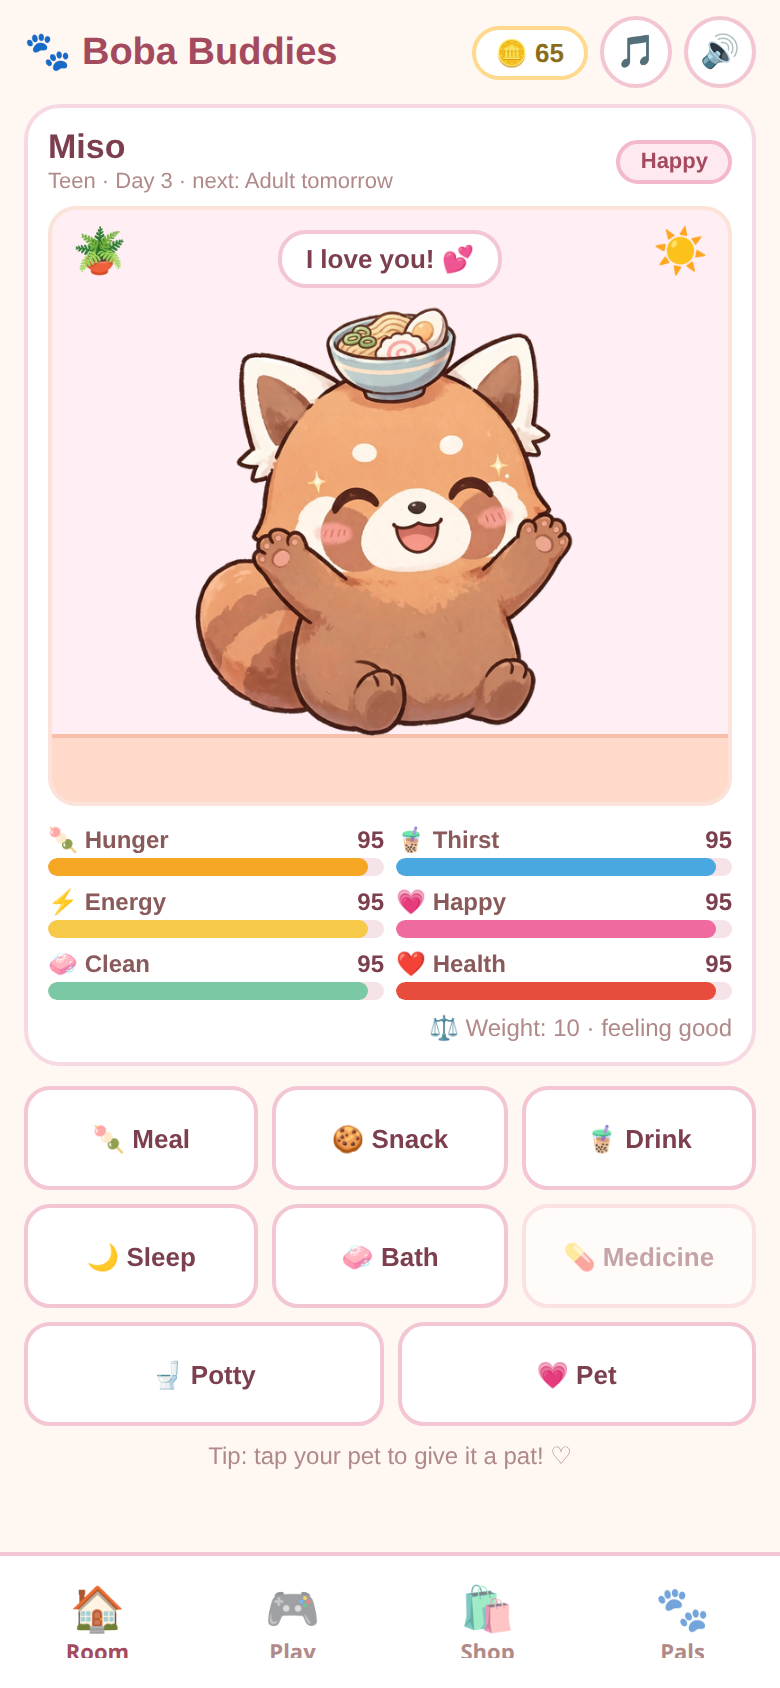 Boba Buddies
65
Miso
Teen · Day 3 · next: Adult tomorrow
Happy
I love you! 💕
Hunger 95
Thirst 95
Energy 95
Happy 95
Clean 95
Health 95
Weight: 10 · feeling good
Meal
Snack
Drink
Sleep
Bath
Medicine
Potty
Pet
Tip: tap your pet to give it a pat! ♡
Room
Play
Shop
Pals